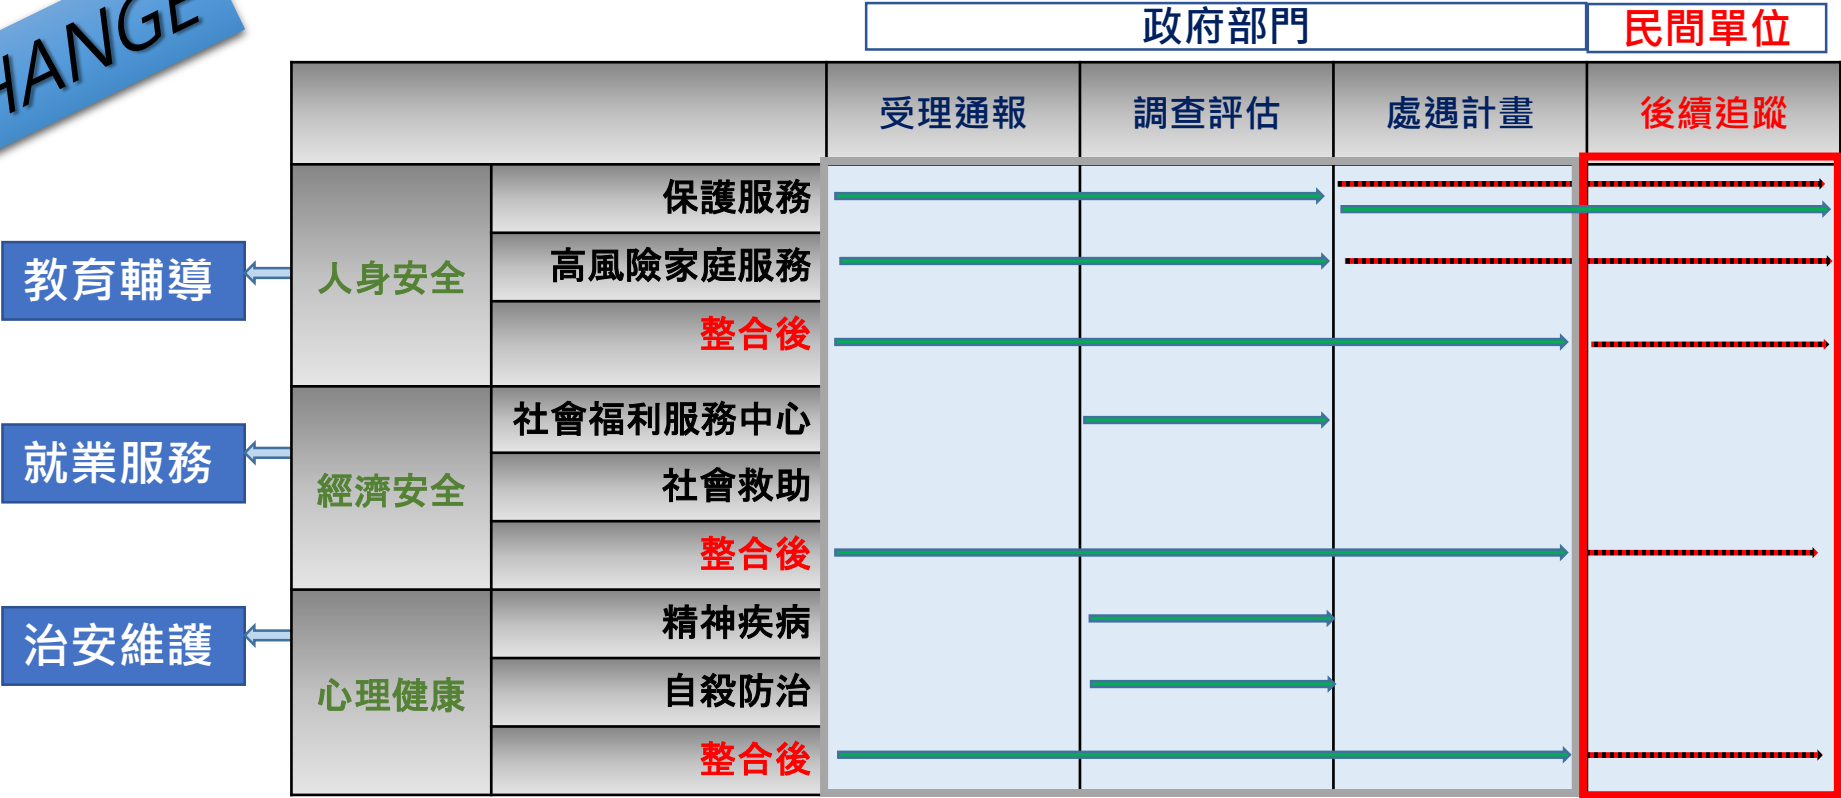 HANGE
政府部門
民間單位
受理通報
調查評估
處遇計畫
後續追蹤
人身安全
保護服務
高風險家庭服務
整合後
經濟安全
社會福利服務中心
社會救助
整合後
心理健康
精神疾病
自殺防治
整合後
教育輔導
就業服務
治安維護